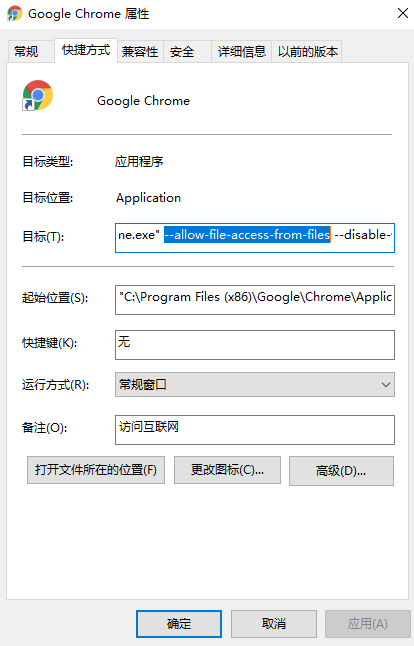 Google Chrome 属性
常规 快捷方式 兼容性 安全 详细信息 以前的版本
Google Chrome
目标类型: 应用程序
目标位置: Application
目标(T): ne.exe" --allow-file-access-from-files --disable-
起始位置(S): "C:\Program Files (x86)\Google\Chrome\Applic
快捷键(K): 无
运行方式(R): 常规窗口
备注(O): 访问互联网
打开文件所在的位置(F) 更改图标(C)... 高级(D)...
确定 取消 应用(A)